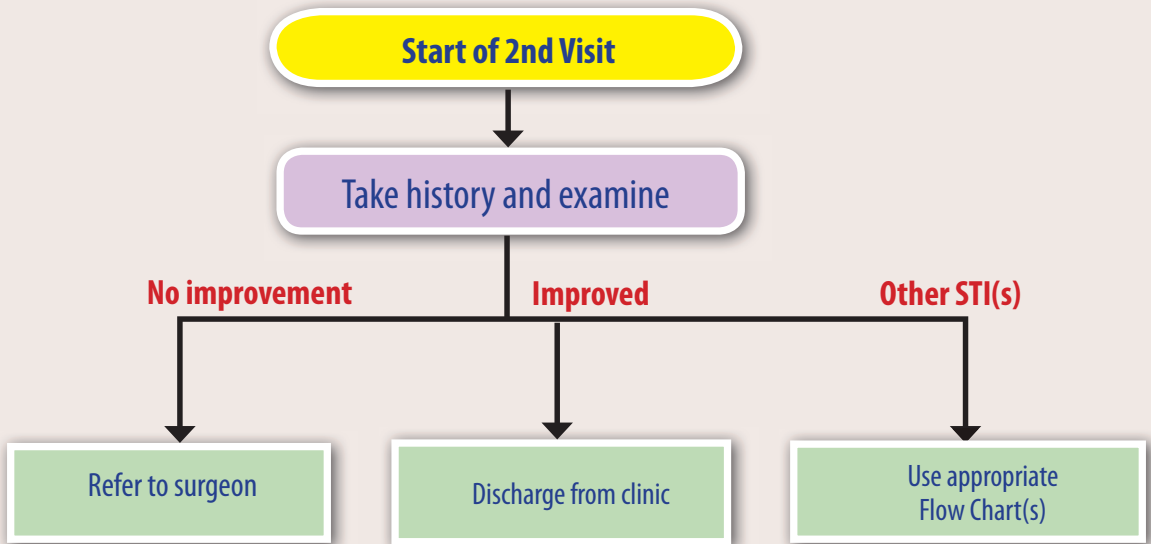 Start of 2nd Visit
Take history and examine
No improvement
Improved
Other STI(s)
Refer to surgeon
Discharge from clinic
Use appropriate
Flow Chart(s)